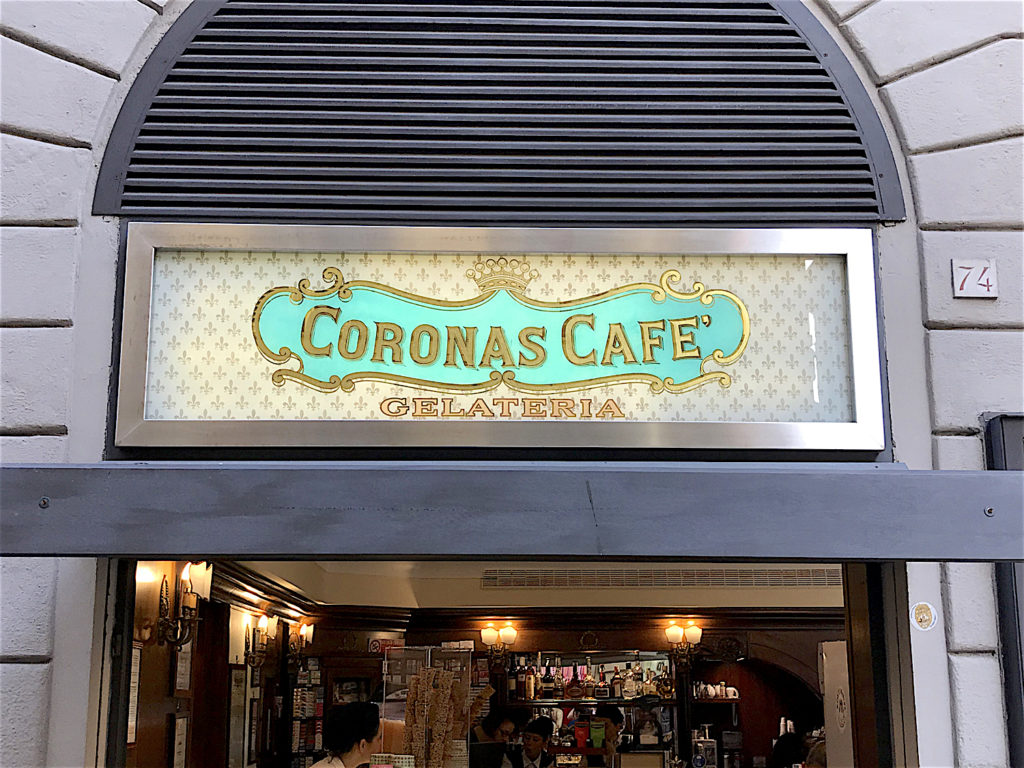 CORONAS CAFE'
GELATERIA
74